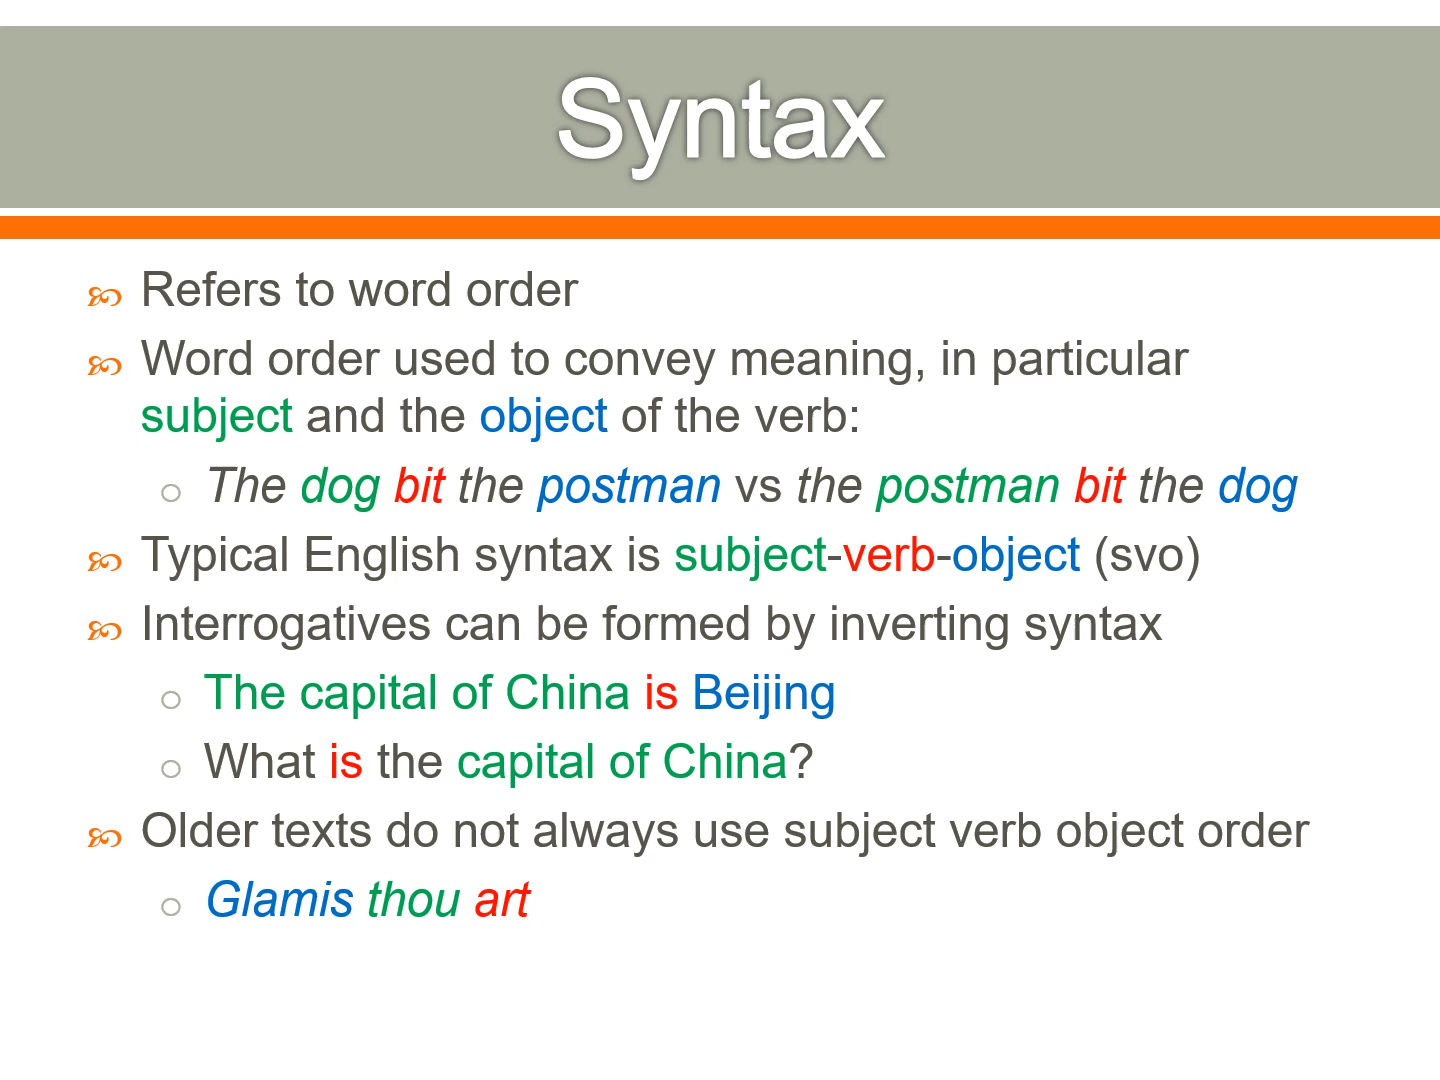 Syntax
Refers to word order
Word order used to convey meaning, in particular
subject and the object of the verb:
The dog bit the postman vs the postman bit the dog
Typical English syntax is subject-verb-object (svo)
Interrogatives can be formed by inverting syntax
The capital of China is Beijing
What is the capital of China?
Older texts do not always use subject verb object order
Glamis thou art